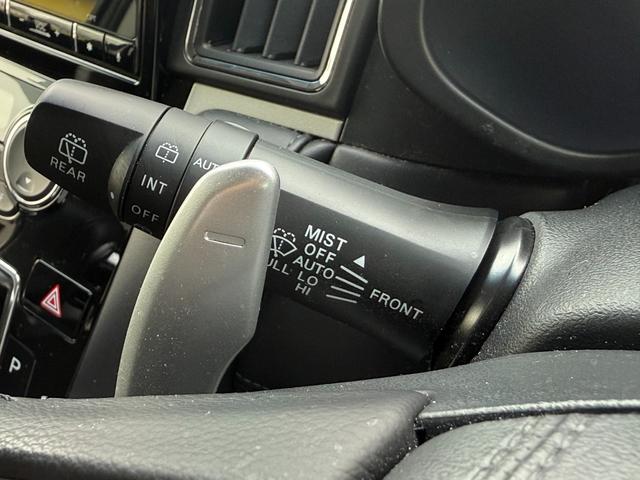 REAR
INT
OFF
MIST
OFF
AUTO
LO
HI
FRONT
P